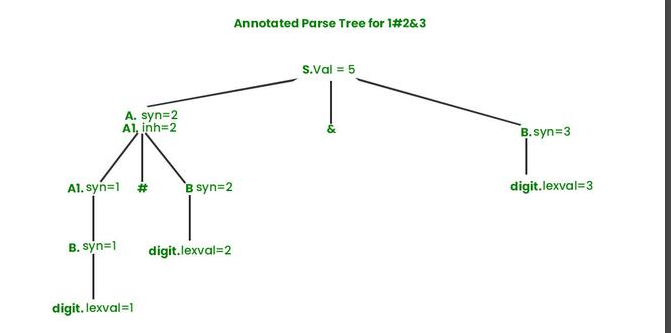 Annotated Parse Tree for 1#2&3
S.Val = 5
A. syn=2
A1. inh=2
&
B.syn=3
A1. syn=1
#
B syn=2
digit.lexval=3
B. syn=1
digit.lexval=2
digit. lexval=1